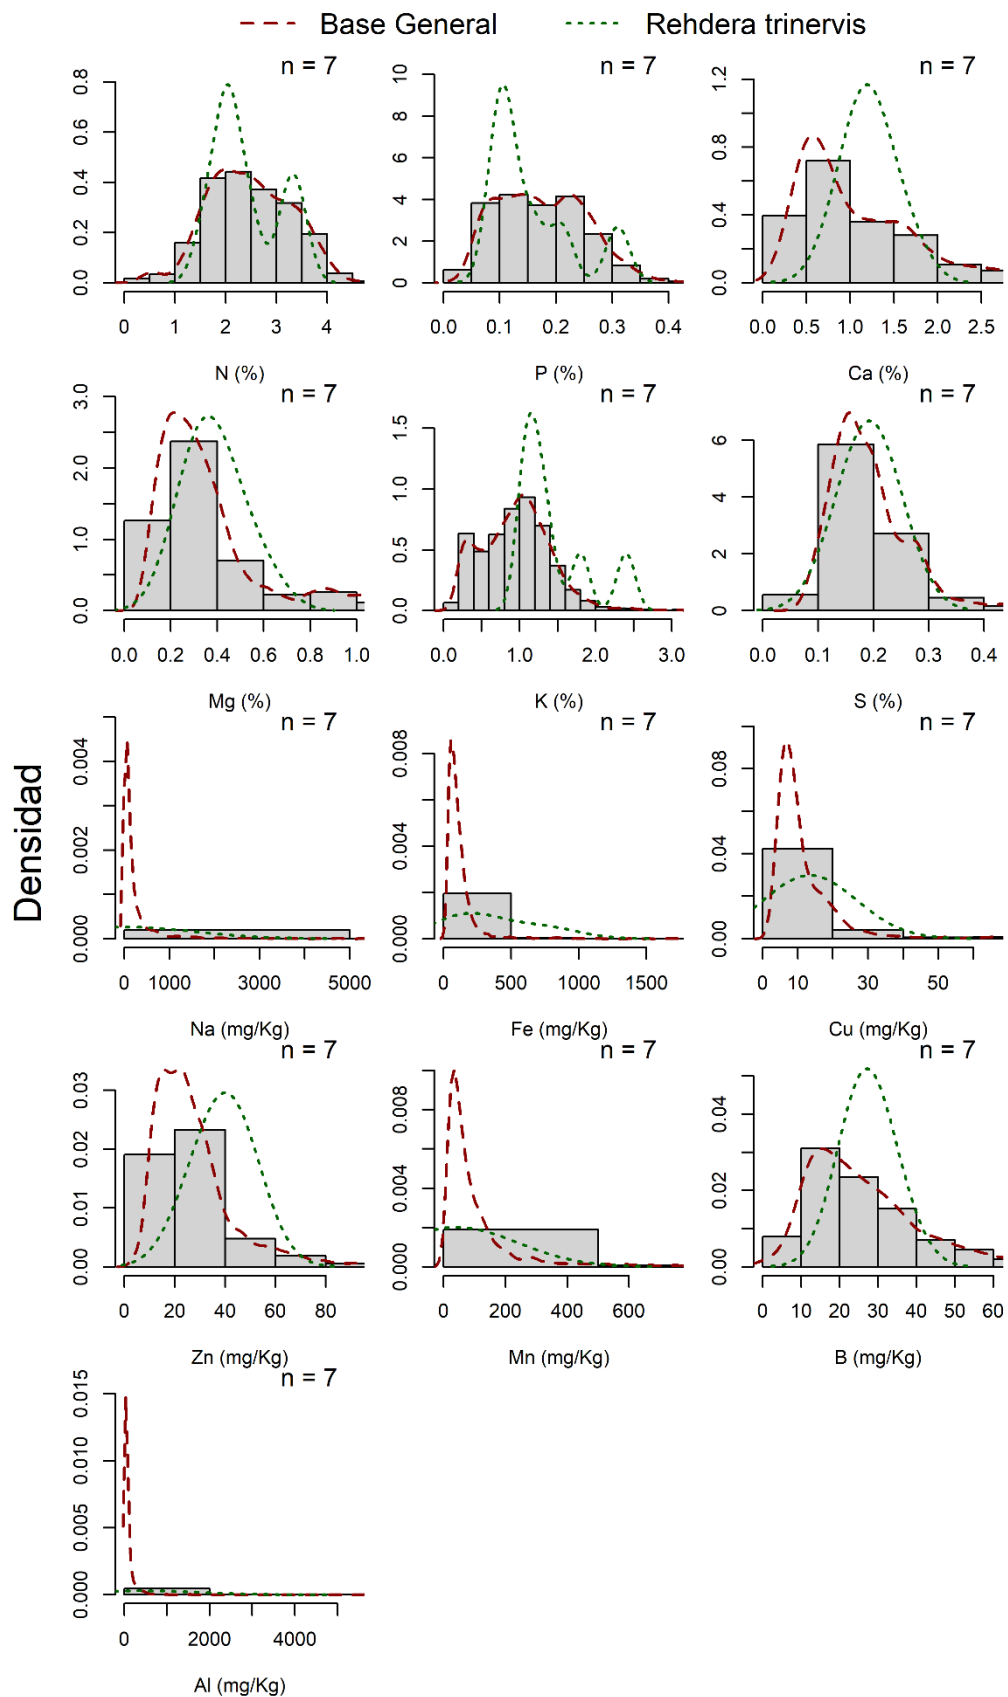 Base General Rehdera trinervis
Densidad
n = 7 n = 7 n = 7
0.0 0.2 0.4 0.6 0.8
0 2 4 6 8 10
0.0 0.4 0.8 1.2
0 1 2 3 4
0.0 0.1 0.2 0.3 0.4
0.0 0.5 1.0 1.5 2.0 2.5
N (%) P (%) Ca (%)
n = 7 n = 7 n = 7
0.0 1.0 2.0 3.0
0.0 0.5 1.0 1.5
0 2 4 6
0.0 0.2 0.4 0.6 0.8 1.0
0.0 1.0 2.0 3.0
0.0 0.1 0.2 0.3 0.4
Mg (%) K (%) S (%)
n = 7 n = 7 n = 7
0.000 0.002 0.004
0.000 0.004 0.008
0.00 0.04 0.08
0 1000 3000 5000
0 500 1000 1500
0 10 30 50
Na (mg/Kg) Fe (mg/Kg) Cu (mg/Kg)
n = 7 n = 7 n = 7
0.00 0.01 0.02 0.03
0.000 0.004 0.008
0.00 0.02 0.04
0 20 40 60 80
0 200 400 600
0 10 20 30 40 50 60
Zn (mg/Kg) Mn (mg/Kg) B (mg/Kg)
n = 7
0.000 0.005 0.010 0.015
0 2000 4000
Al (mg/Kg)